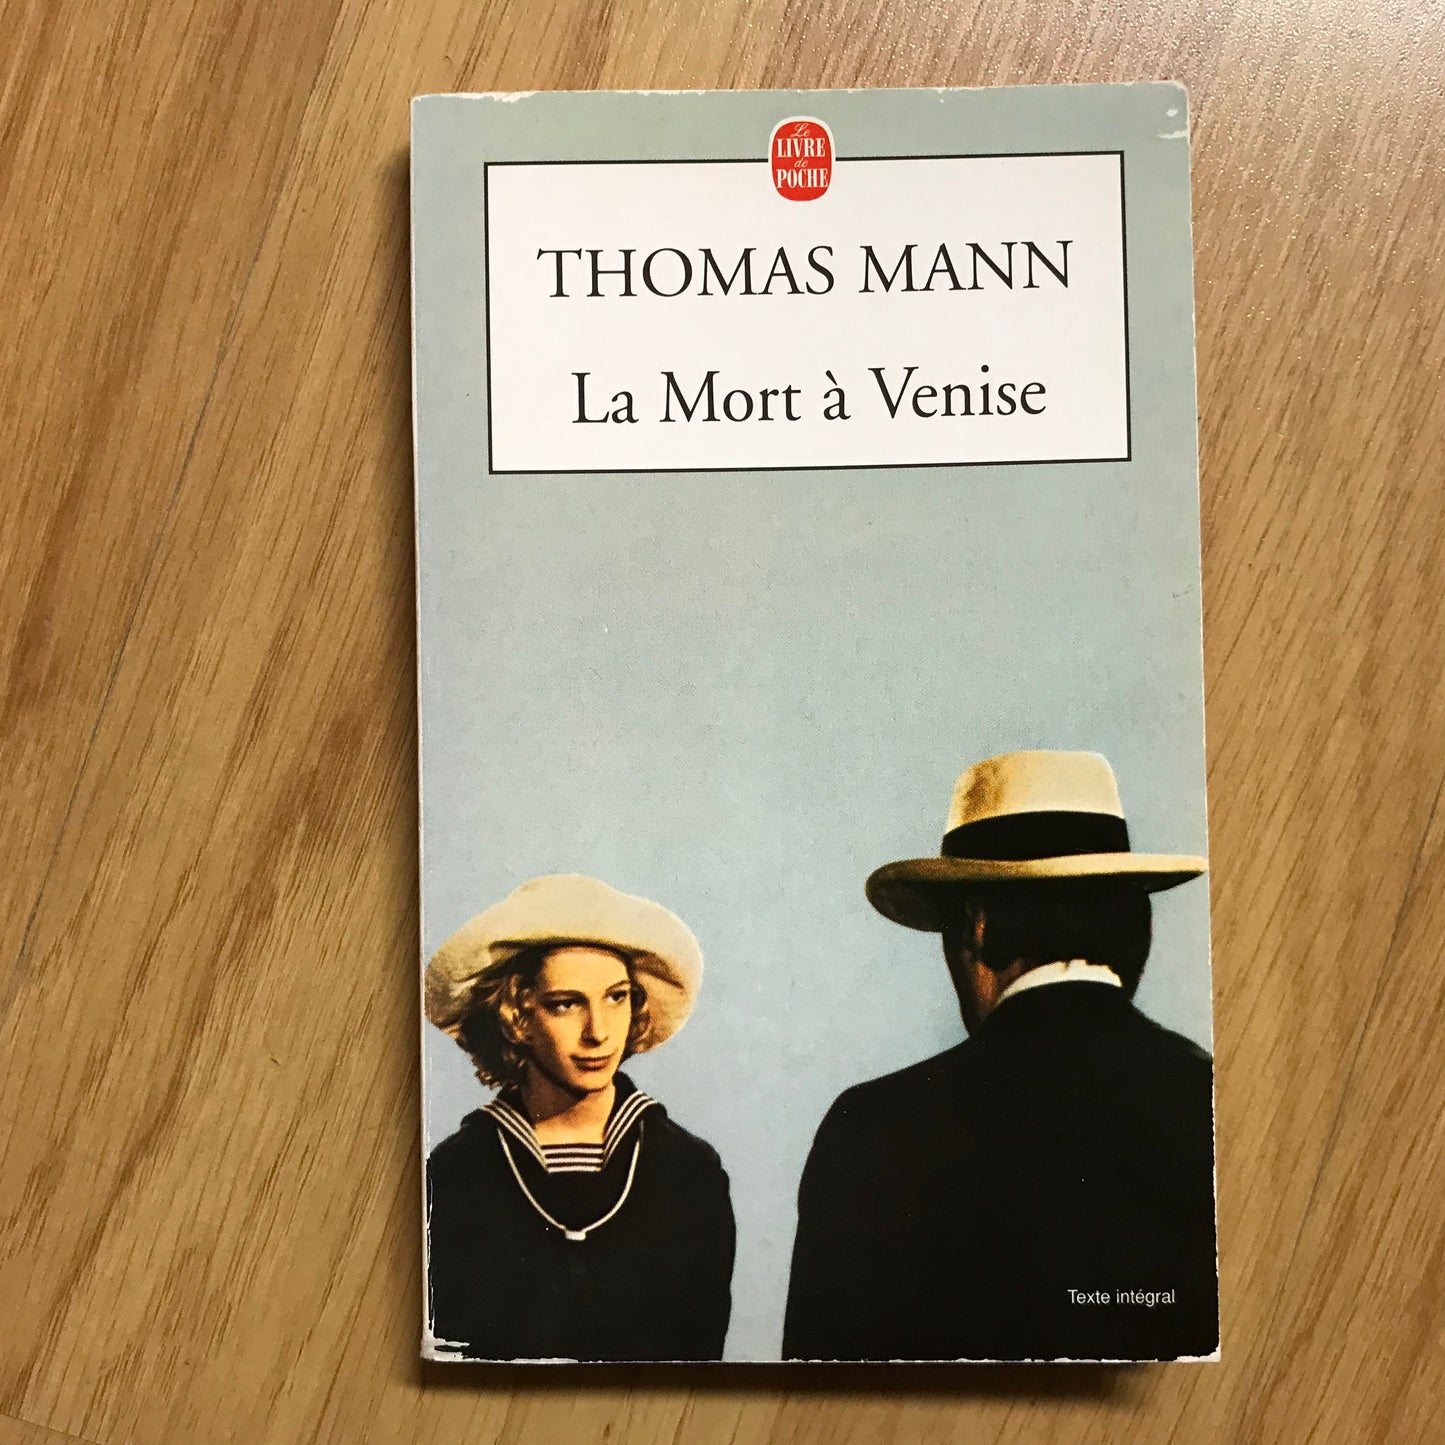 Le
LIVRE
de
POCHE
THOMAS MANN
La Mort à Venise
Texte intégral